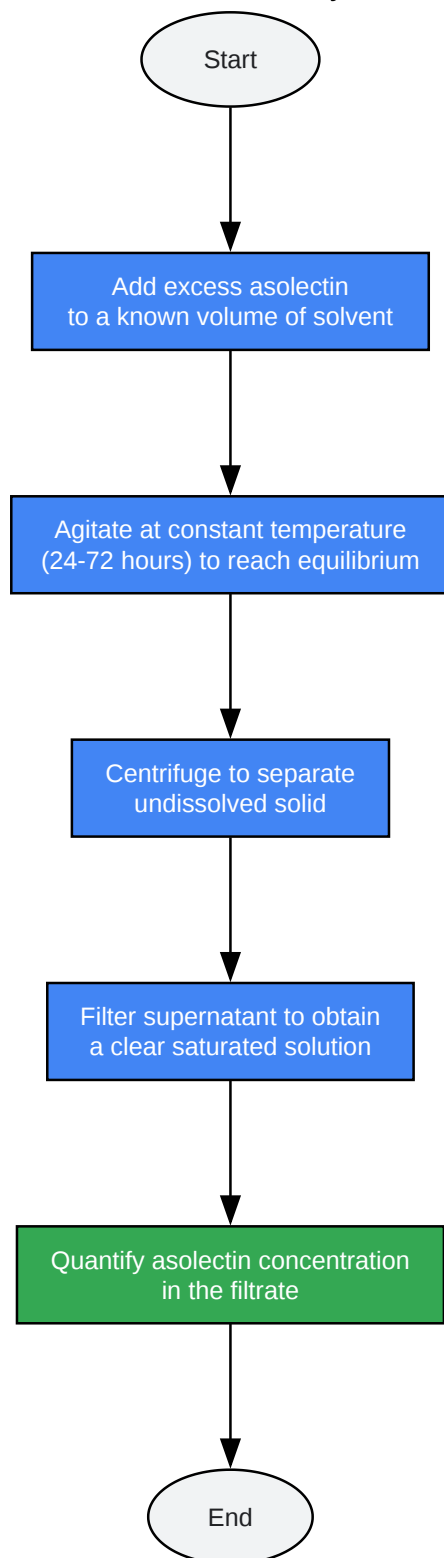 Start
Add excess asolectin
to a known volume of solvent
Agitate at constant temperature
(24-72 hours) to reach equilibrium
Centrifuge to separate
undissolved solid
Filter supernatant to obtain
a clear saturated solution
Quantify asolectin concentration
in the filtrate
End